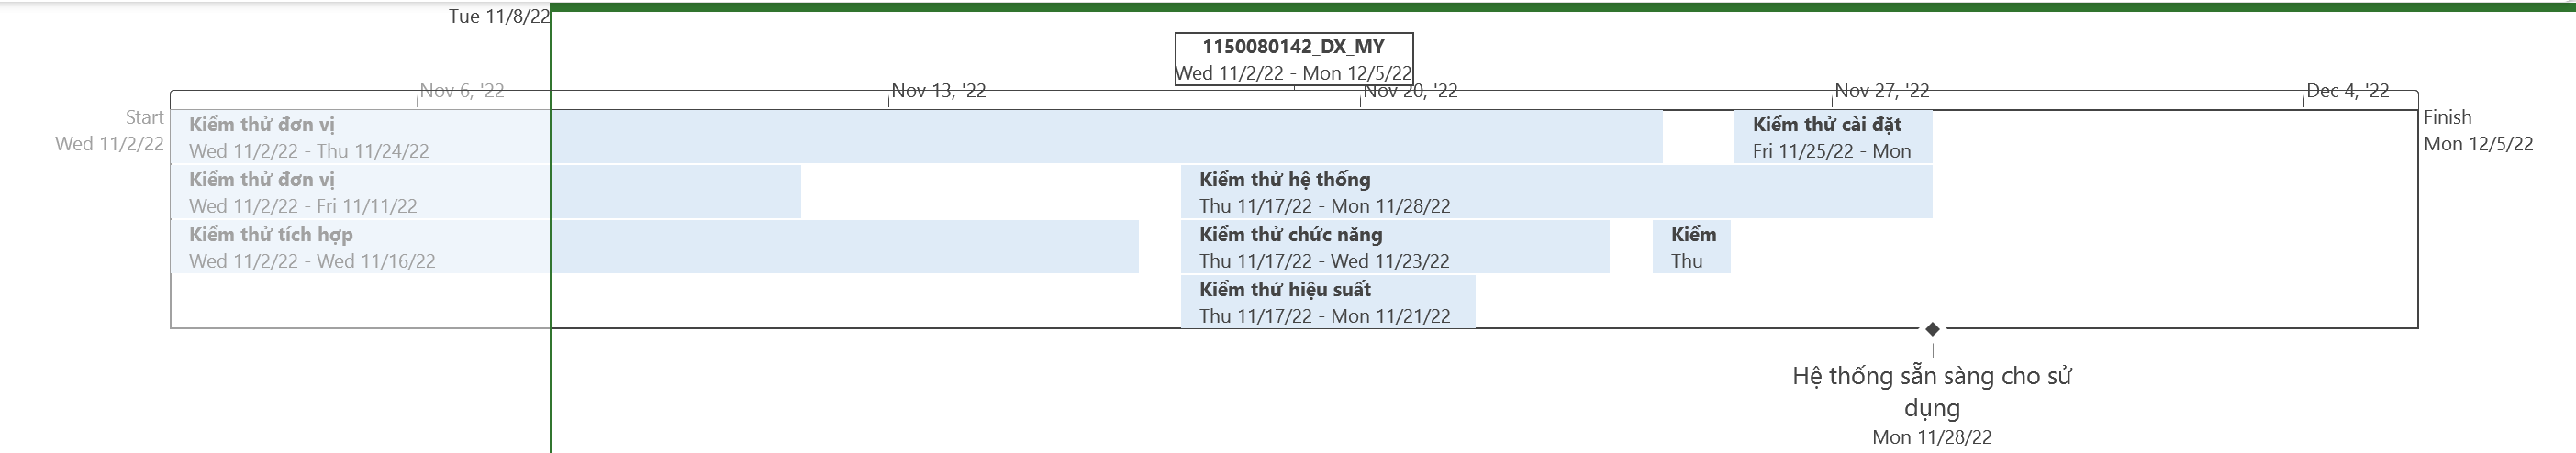 Tue 11/8/22
1150080142_DX_MY
Wed 11/2/22 - Mon 12/5/22
Nov 6, '22
Nov 13, '22
Nov 20, '22
Nov 27, '22
Dec 4, '22
Start
Wed 11/2/22
Kiểm thử đơn vị
Wed 11/2/22 - Thu 11/24/22
Kiểm thử cài đặt
Fri 11/25/22 - Mon
Finish
Mon 12/5/22
Kiểm thử đơn vị
Wed 11/2/22 - Fri 11/11/22
Kiểm thử hệ thống
Thu 11/17/22 - Mon 11/28/22
Kiểm thử tích hợp
Wed 11/2/22 - Wed 11/16/22
Kiểm thử chức năng
Thu 11/17/22 - Wed 11/23/22
Kiểm
Thu
Kiểm thử hiệu suất
Thu 11/17/22 - Mon 11/21/22
Hệ thống sẵn sàng cho sử
dụng
Mon 11/28/22